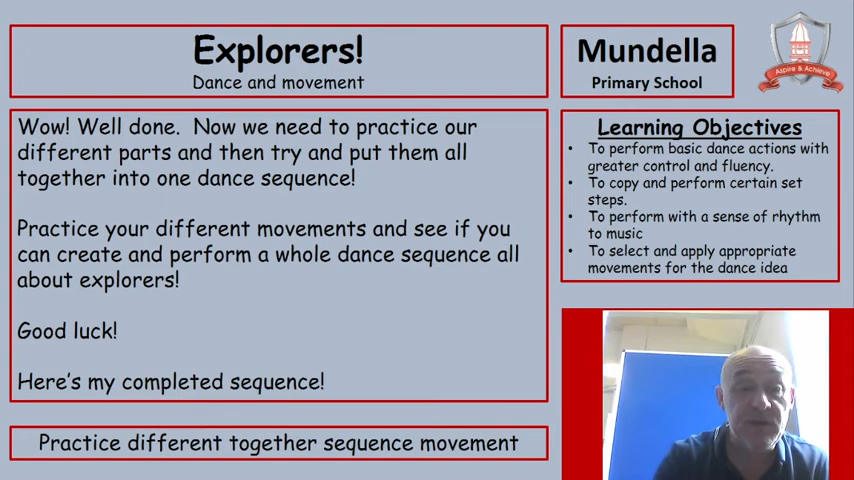 Explorers!
Dance and movement
Mundella
Primary School
Aspire & Achieve
Wow! Well done. Now we need to practice our
different parts and then try and put them all
together into one dance sequence!
Practice your different movements and see if you
can create and perform a whole dance sequence all
about explorers!
Good luck!
Here's my completed sequence!
Learning Objectives
• To perform basic dance actions with
greater control and fluency.
• To copy and perform certain set
steps.
• To perform with a sense of rhythm
to music
• To select and apply appropriate
movements for the dance idea
Practice different together sequence movement